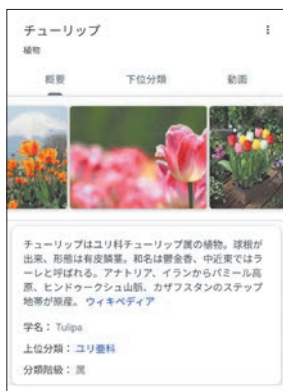 チューリップ
植物
概要 下位分類 動画
チューリップはユリ科チューリップ属の植物。球根が
出来、形態は有皮鱗茎。和名は鬱金香、中近東ではラ
ーレと呼ばれる。アナトリア、イランからパミール高
原、ヒンドゥークシュ山脈、カザフスタンのステップ
地帯が原産。 ウィキペディア
学名： Tulipa
上位分類： ユリ亜科
分類階級： 属